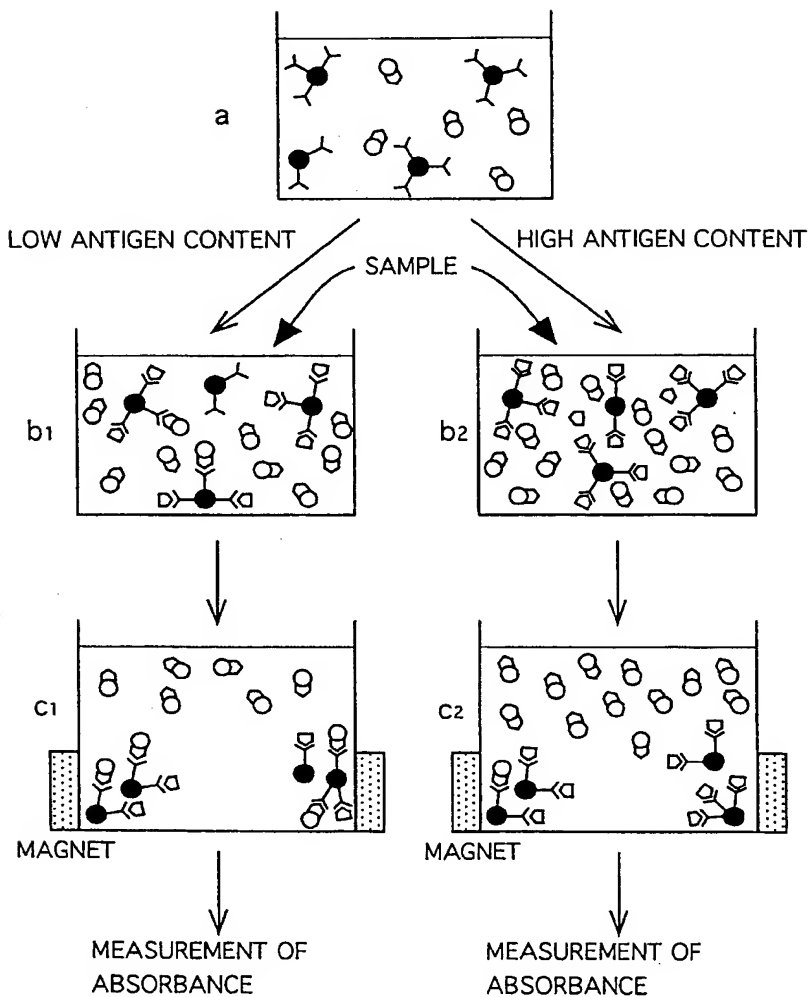 a
LOW ANTIGEN CONTENT
HIGH ANTIGEN CONTENT
SAMPLE
b1
b2
c1
c2
MAGNET
MAGNET
MEASUREMENT OF
ABSORBANCE
MEASUREMENT OF
ABSORBANCE